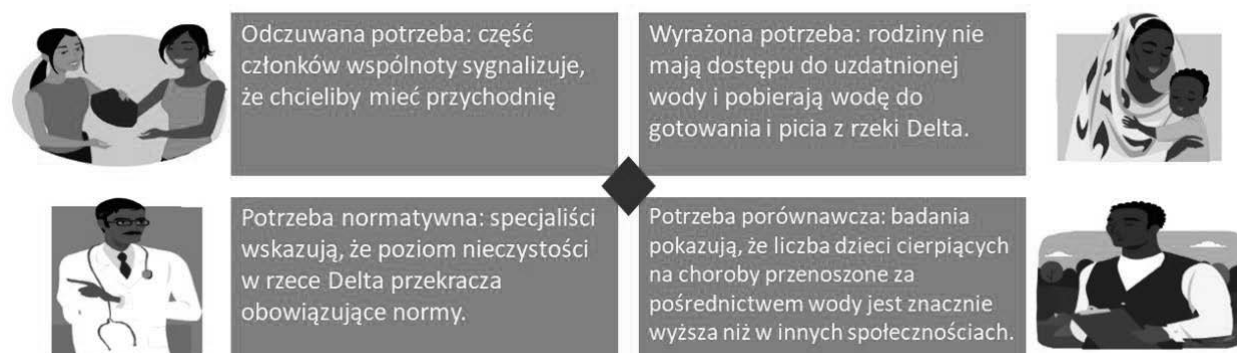 Odczuwana potrzeba: część
członków wspólnoty sygnalizuje,
że chcieliby mieć przychodnię
Wyrażona potrzeba: rodziny nie
mają dostępu do uzdatnionej
wody i pobierają wodę do
gotowania i picia z rzeki Delta.
Potrzeba normatywna: specjaliści
wskazują, że poziom nieczystości
w rzece Delta przekracza
obowiązujące normy.
Potrzeba porównawcza: badania
pokazują, że liczba dzieci cierpiących
na choroby przenoszone za
pośrednictwem wody jest znacznie
wyższa niż w innych społecznościach.